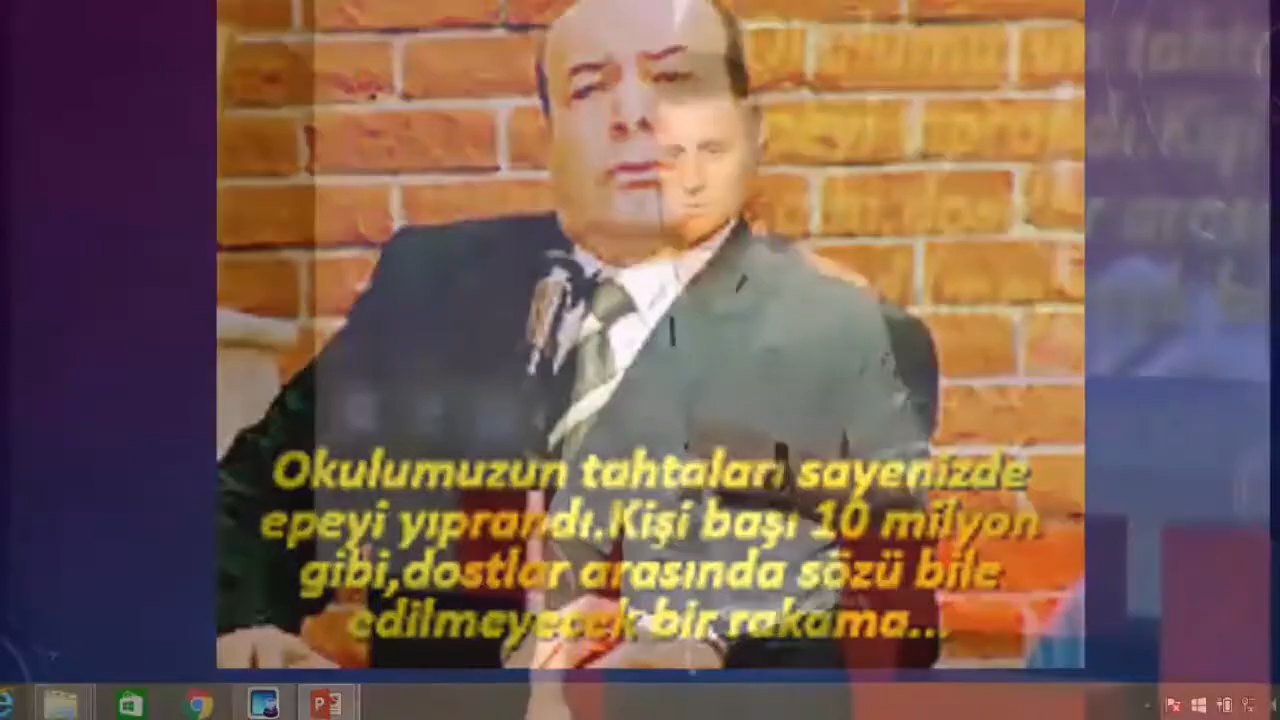 Okulumuzun tahtaları sayenizde
epeyi yıprandı.Kişi başı 10 milyon
gibi,dostlar arasında sözü bile
edilmeyecek bir rakama...